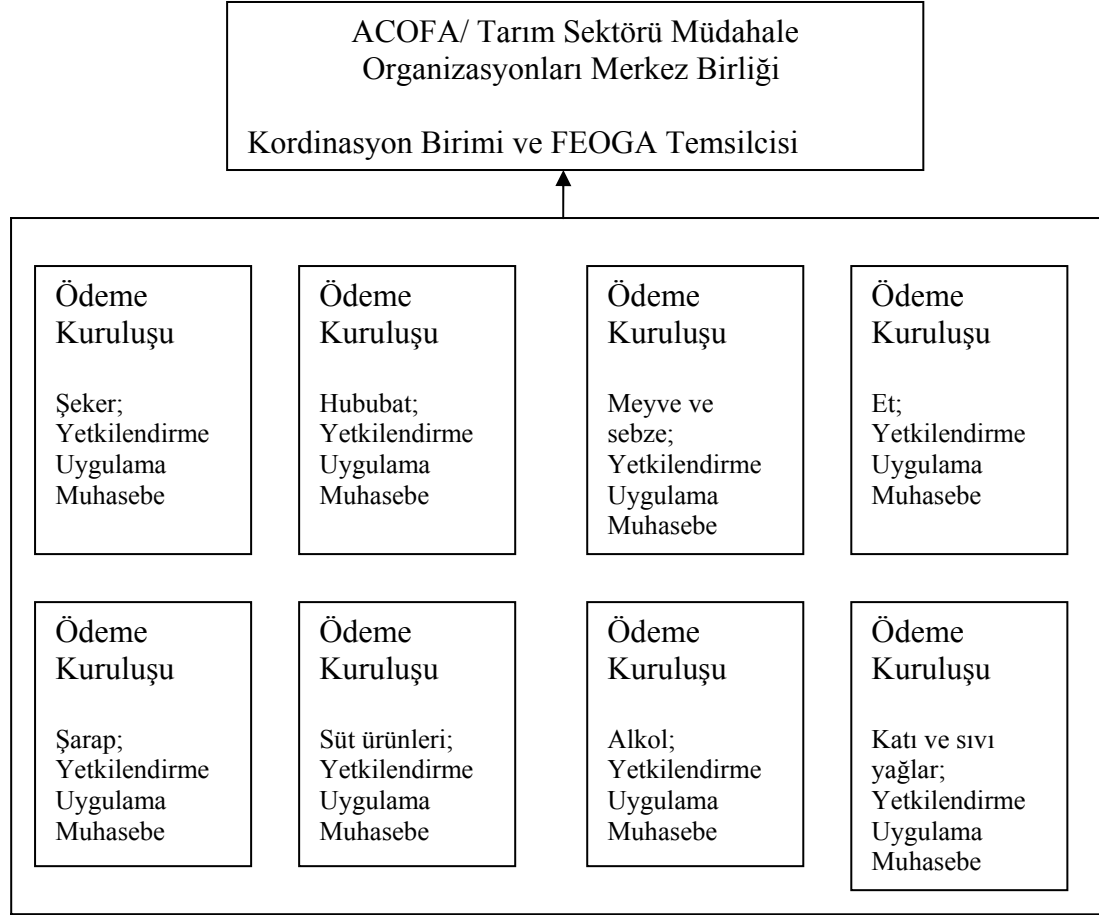 ACOFA/ Tarım Sektörü Müdahale
Organizasyonları Merkez Birliği
Kordinasyon Birimi ve FEOGA Temsilcisi
Ödeme
Kuruluşu
Şeker;
Yetkilendirme
Uygulama
Muhasebe
Ödeme
Kuruluşu
Hububat;
Yetkilendirme
Uygulama
Muhasebe
Ödeme
Kuruluşu
Meyve ve
sebze;
Yetkilendirme
Uygulama
Muhasebe
Ödeme
Kuruluşu
Et;
Yetkilendirme
Uygulama
Muhasebe
Ödeme
Kuruluşu
Şarap;
Yetkilendirme
Uygulama
Muhasebe
Ödeme
Kuruluşu
Süt ürünleri;
Yetkilendirme
Uygulama
Muhasebe
Ödeme
Kuruluşu
Alkol;
Yetkilendirme
Uygulama
Muhasebe
Ödeme
Kuruluşu
Katı ve sıvı
yağlar;
Yetkilendirme
Uygulama
Muhasebe